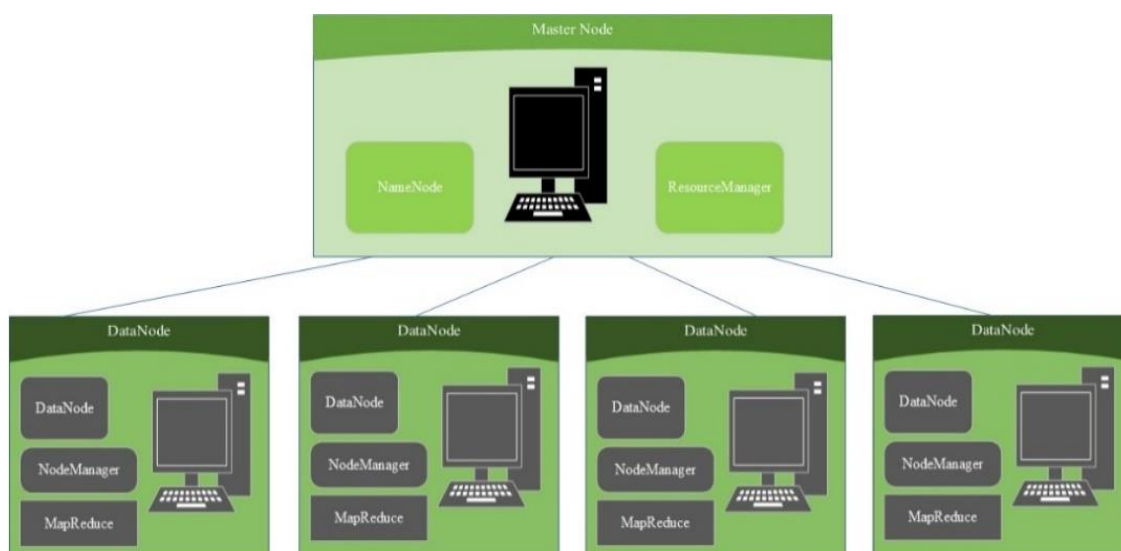 Master Node
NameNode
ResourceManager
DataNode
DataNode
NodeManager
MapReduce
DataNode
DataNode
NodeManager
MapReduce
DataNode
DataNode
NodeManager
MapReduce
DataNode
DataNode
NodeManager
MapReduce